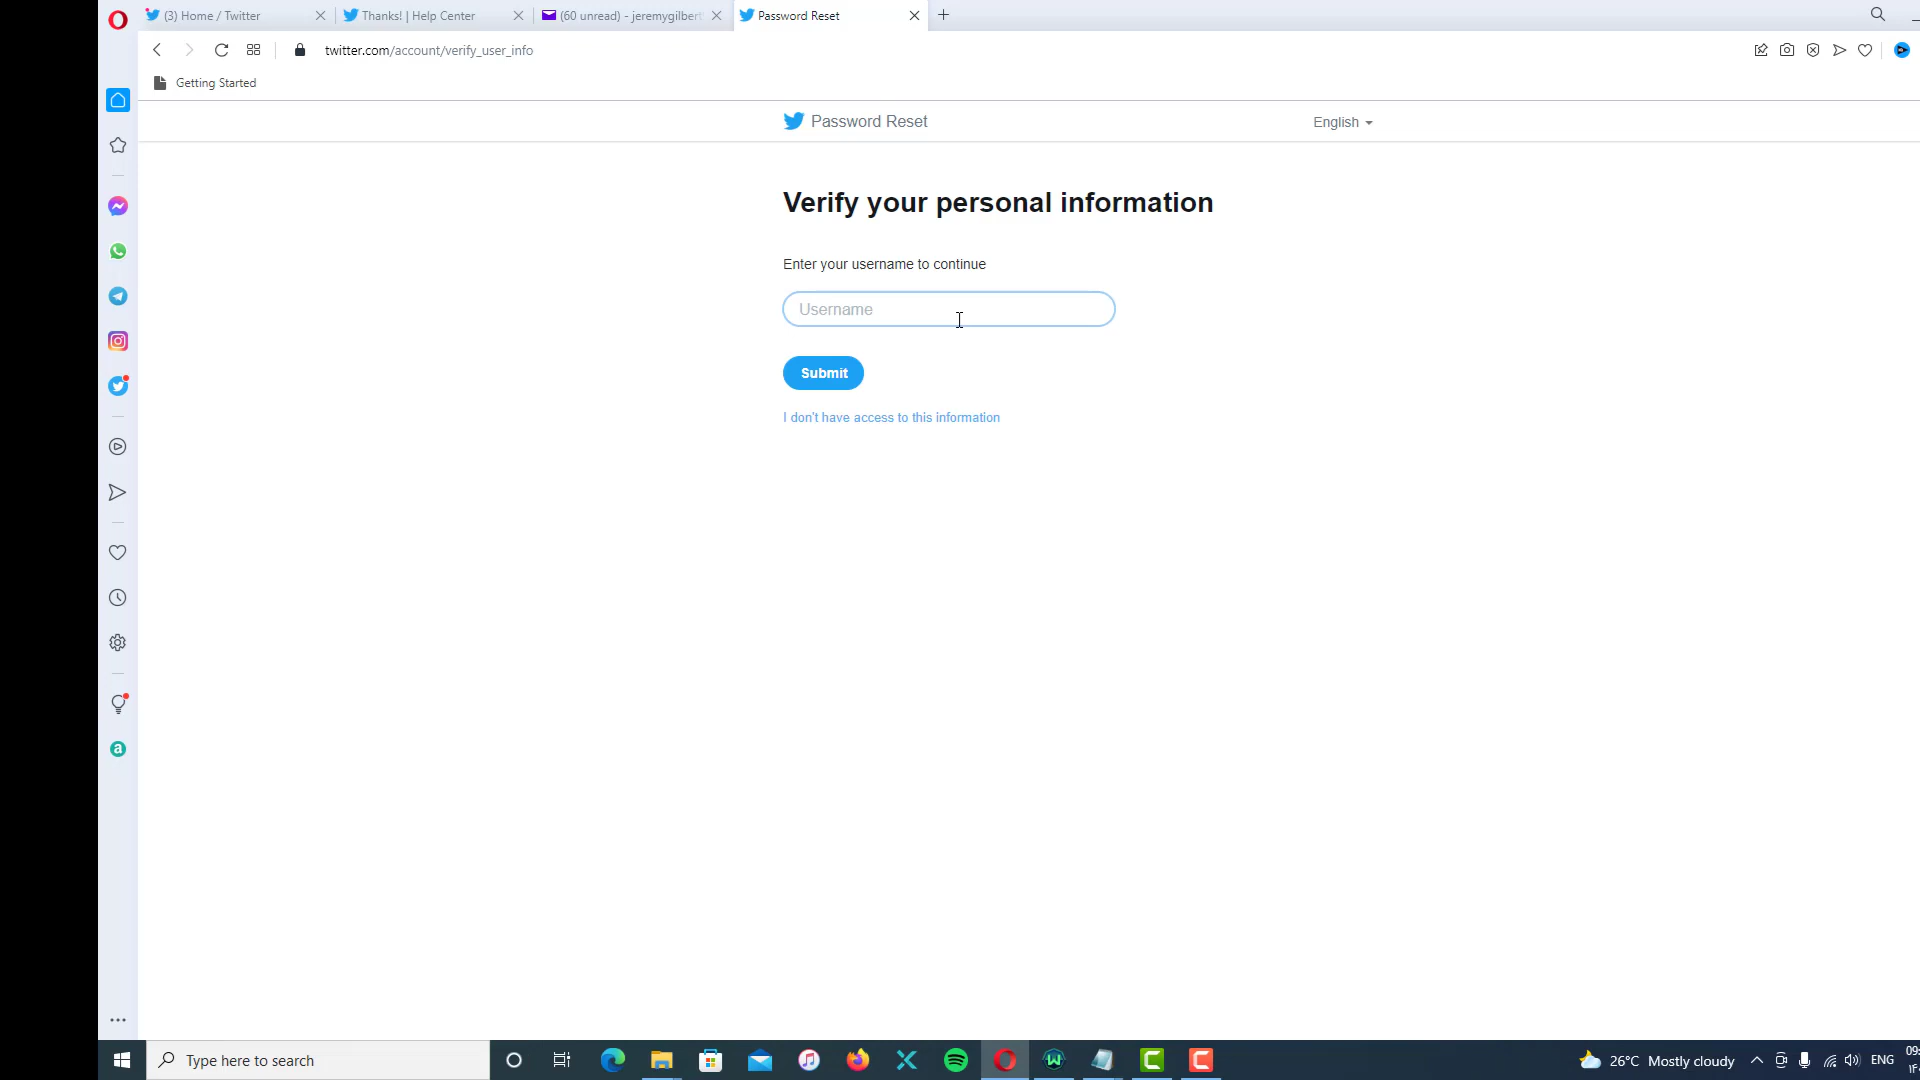 (3) Home / Twitter
Thanks! | Help Center
(60 unread) - jeremygilbert
Password Reset
twitter.com/account/verify_user_info
Getting Started
Password Reset
English
Verify your personal information
Enter your username to continue
Username
Submit
I don't have access to this information
Type here to search
26°C Mostly cloudy
ENG